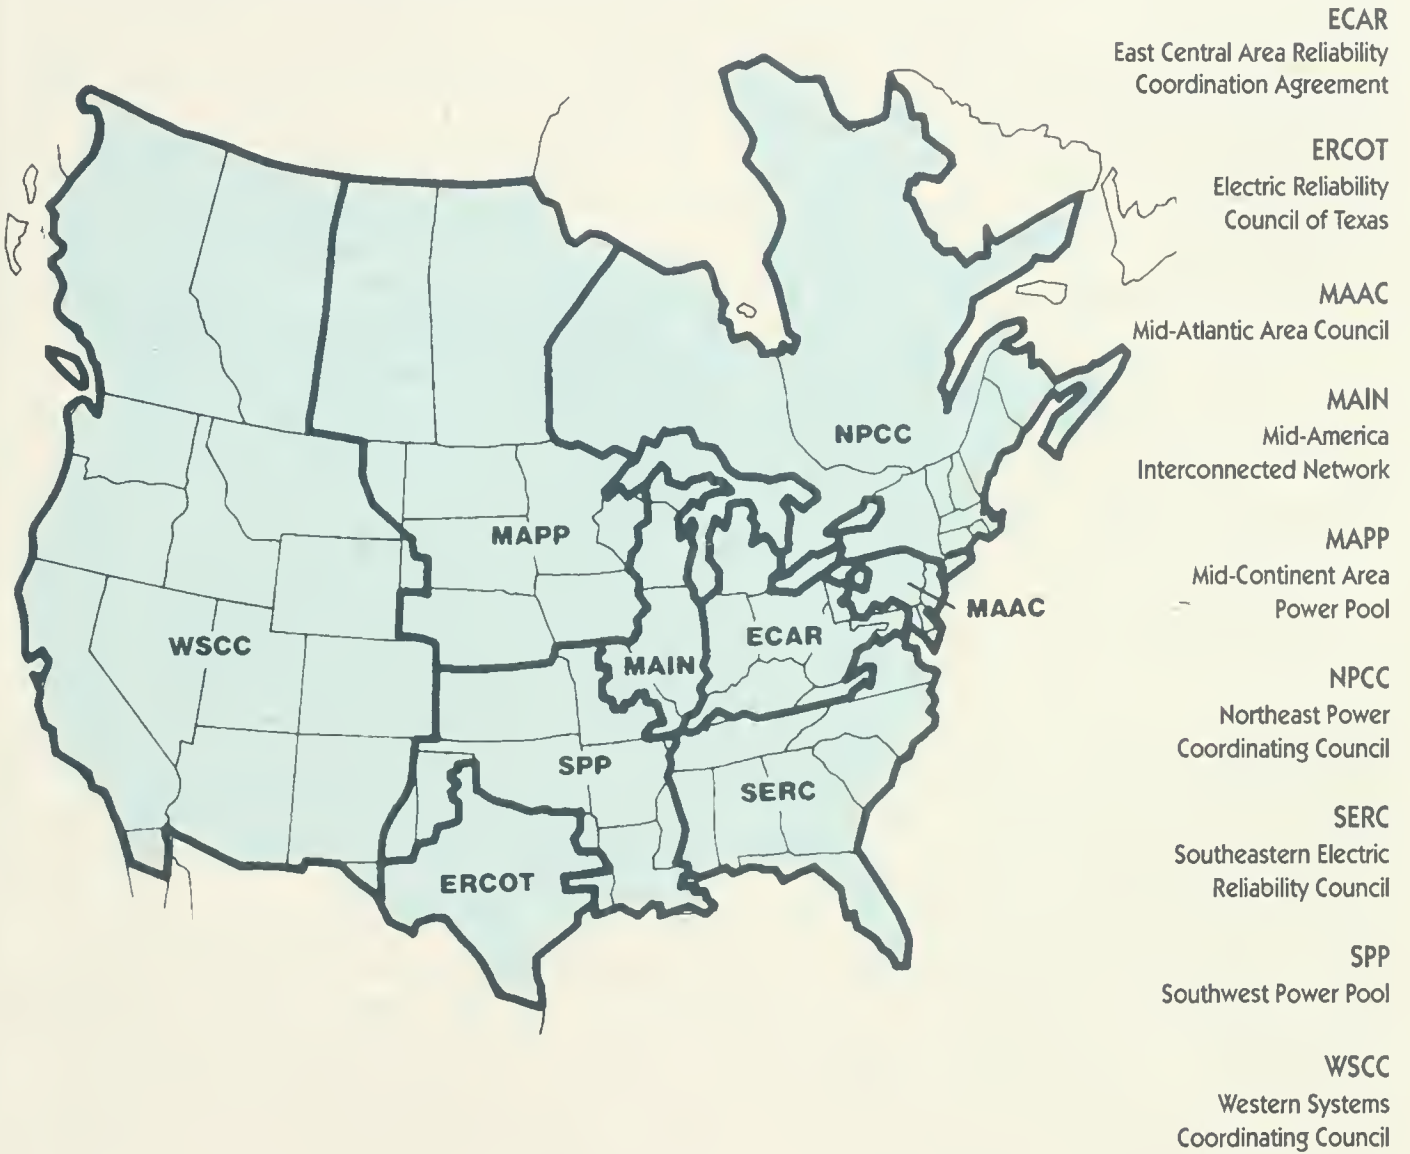 ECAR
East Central Area Reliability
Coordination Agreement
ERCOT
Electric Reliability
Council of Texas
MAAC
Mid-Atlantic Area Council
MAIN
Mid-America
Interconnected Network
MAPP
Mid-Continent Area
Power Pool
NPCC
Northeast Power
Coordinating Council
SERC
Southeastern Electric
Reliability Council
SPP
Southwest Power Pool
WSCC
Western Systems
Coordinating Council
NPCC
MAPP
MAAC
ECAR
WSCC
MAIN
SPP
SERC
ERCOT